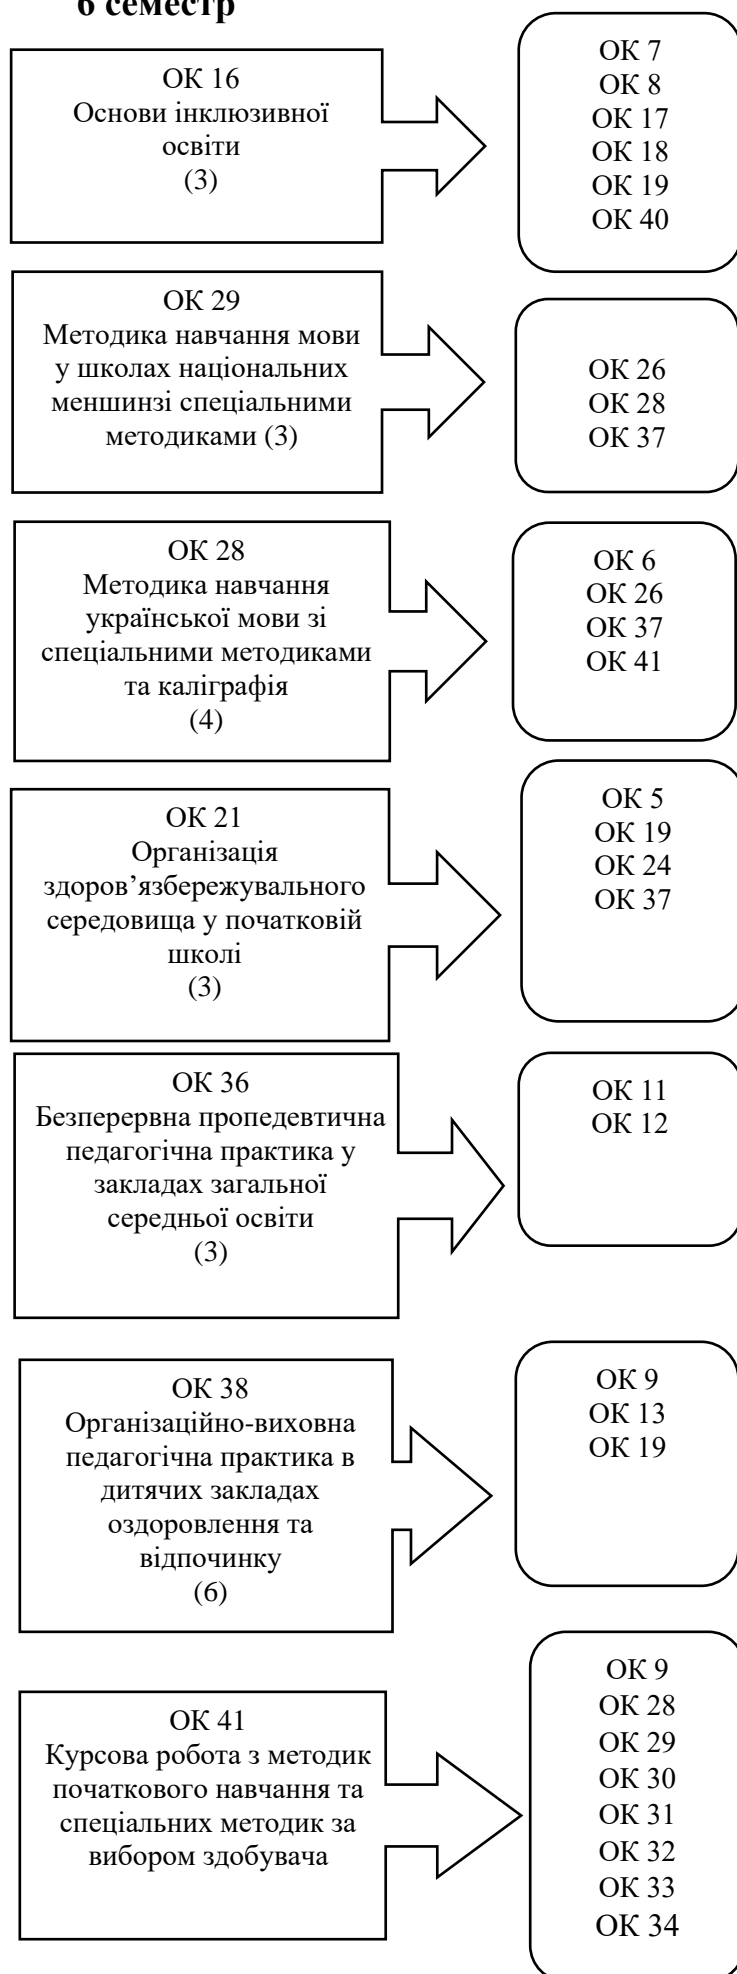 6 семестр
ОК 16
Основи інклюзивної
освіти
(3)
ОК 7
ОК 8
ОК 17
ОК 18
ОК 19
ОК 40
ОК 29
Методика навчання мови
у школах національних
меншинзі спеціальними
методиками (3)
ОК 26
ОК 28
ОК 37
ОК 28
Методика навчання
української мови зі
спеціальними методиками
та каліграфія
(4)
ОК 6
ОК 26
ОК 37
ОК 41
ОК 21
Організація
здоров’язбережувального
середовища у початковій
школі
(3)
ОК 5
ОК 19
ОК 24
ОК 37
ОК 36
Безперервна пропедевтична
педагогічна практика у
закладах загальної
середньої освіти
(3)
ОК 11
ОК 12
ОК 38
Організаційно-виховна
педагогічна практика в
дитячих закладах
оздоровлення та
відпочинку
(6)
ОК 9
ОК 13
ОК 19
ОК 41
Курсова робота з методик
початкового навчання та
спеціальних методик за
вибором здобувача
ОК 9
ОК 28
ОК 29
ОК 30
ОК 31
ОК 32
ОК 33
ОК 34